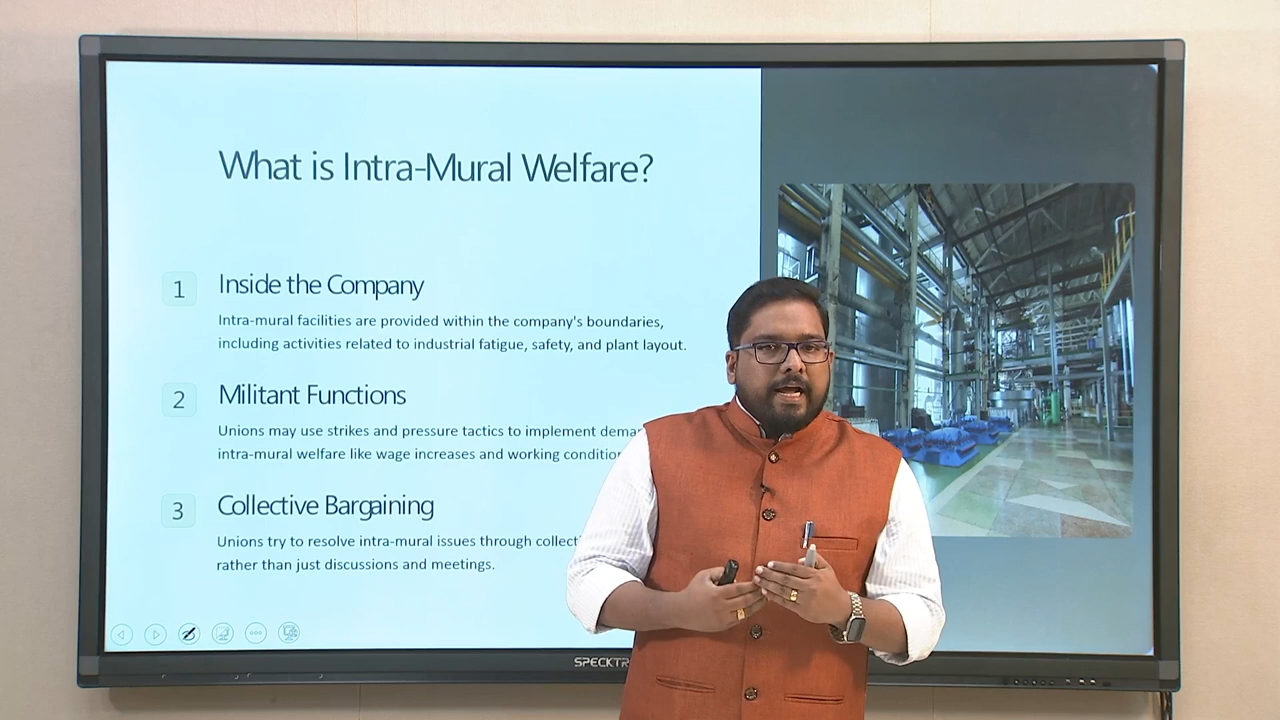 What is Intra-Mural Welfare?
1
Inside the Company
Intra-mural facilities are provided within the company's boundaries,
including activities related to industrial fatigue, safety, and plant layout.
2
Militant Functions
Unions may use strikes and pressure tactics to implement
intra-mural welfare like wage increases and working
3
Collective Bargaining
Unions try to resolve intra-mural issues through
rather than just discussions and meetings.